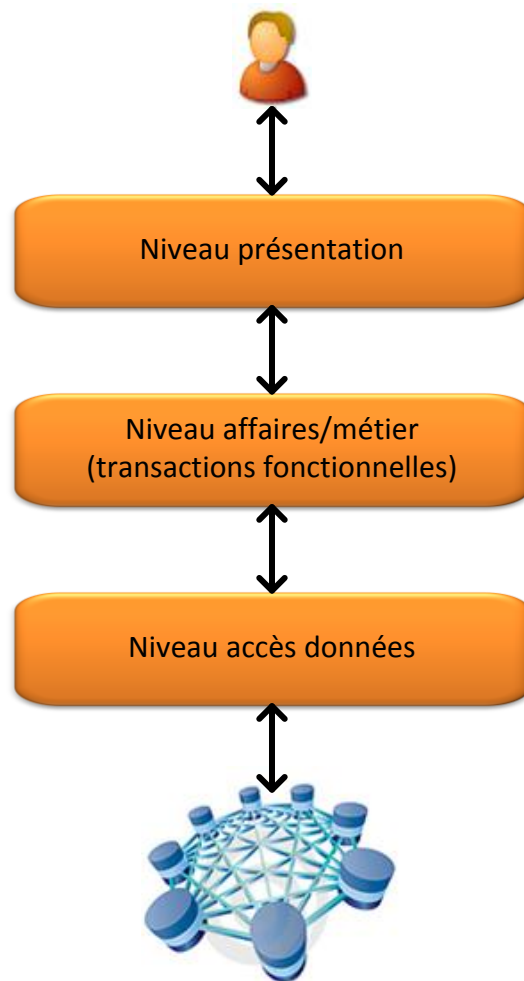 Niveau présentation
Niveau affaires/métier
(transactions fonctionnelles)
Niveau accès données